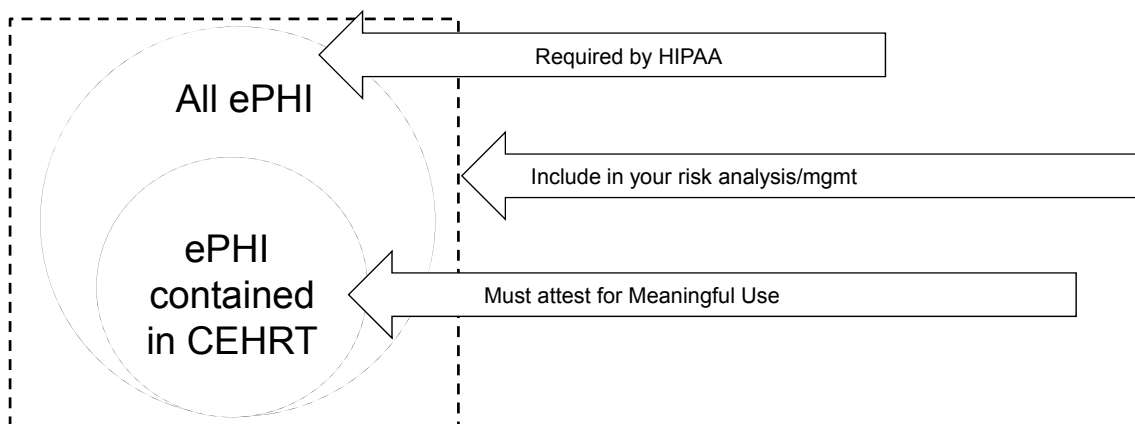 Required by HIPAA
All ePHI
Include in your risk analysis/mgmt
ePHI
contained
in CEHRT
Must attest for Meaningful Use